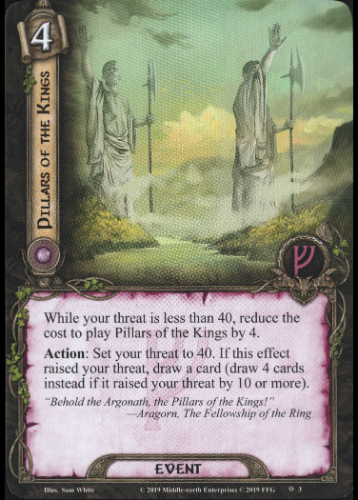 4
PILLARS OF THE KINGS
While your threat is less than 40, reduce the
cost to play Pillars of the Kings by 4.
Action: Set your threat to 40. If this effect
raised your threat, draw a card (draw 4 cards
instead if it raised your threat by 10 or more).
“Behold the Argonath, the Pillars of the Kings!”
—Aragorn, The Fellowship of the Ring
EVENT
Illus. Sam White
© 2019 Middle-earth Enterprises © 2019 FFG
3